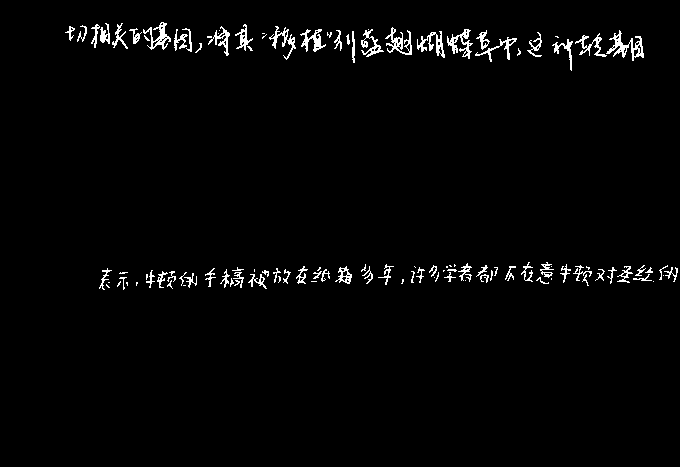 切相关的基因,将其“移植”到蓝翅蝴蝶草中,这种转基因
表示,牛顿的手稿被放在纸箱多年,许多学者都不在意牛顿对圣经的